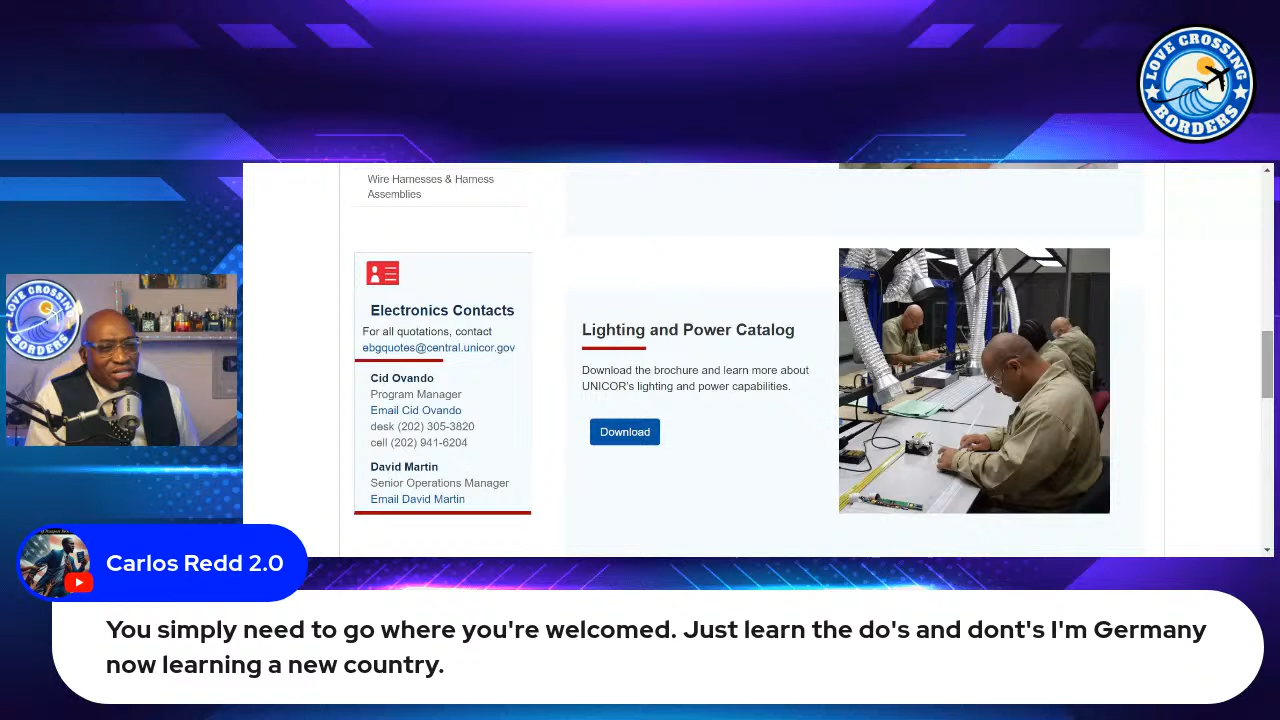 LOVE CROSSING
BORDERS
Wire Harnesses & Harness
Assemblies
Electronics Contacts
For all quotations, contact
ebgquotes@central.unicor.gov
Cid Ovando
Program Manager
Email Cid Ovando
desk (202) 305-3820
cell (202) 941-6204
David Martin
Senior Operations Manager
Email David Martin
Lighting and Power Catalog
Download the brochure and learn more about
UNICOR's lighting and power capabilities.
Download
LOVE CROSSING
BORDERS
Carlos Redd 2.0
You simply need to go where you're welcomed. Just learn the do's and dont's I'm Germany
now learning a new country.